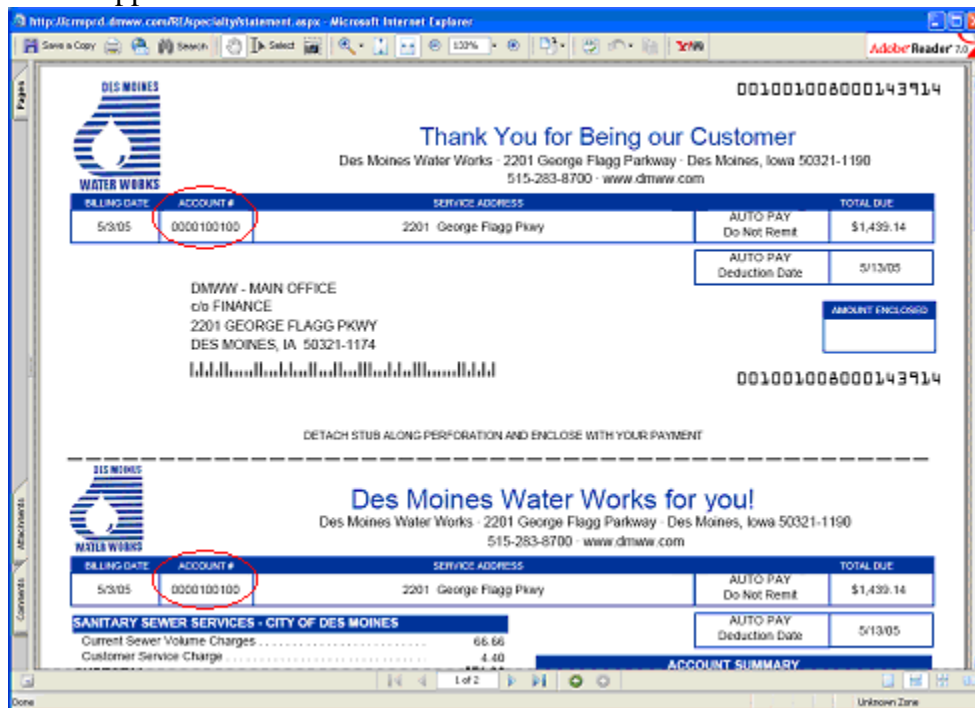 http://crmprd.dmww.com/RI/specialty/statement.aspx - Microsoft Internet Explorer
Save a Copy Search Select 100% Y! Adobe Reader 7.0
Pages
DES MOINES
WATER WORKS
001001008000143914
Thank You for Being our Customer
Des Moines Water Works · 2201 George Flagg Parkway · Des Moines, Iowa 50321-1190
515-283-8700 · www.dmww.com
BILLING DATE ACCOUNT # SERVICE ADDRESS TOTAL DUE
5/3/05 0000100100 2201 George Flagg Pkwy AUTO PAY Do Not Remit $1,439.14
AUTO PAY Deduction Date 5/13/05
DMWW - MAIN OFFICE
c/o FINANCE
2201 GEORGE FLAGG PKWY
DES MOINES, IA 50321-1174
AMOUNT ENCLOSED
001001008000143914
DETACH STUB ALONG PERFORATION AND ENCLOSE WITH YOUR PAYMENT
Attachments
Comments
DES MOINES
WATER WORKS
Des Moines Water Works for you!
Des Moines Water Works · 2201 George Flagg Parkway · Des Moines, Iowa 50321-1190
515-283-8700 · www.dmww.com
BILLING DATE ACCOUNT # SERVICE ADDRESS TOTAL DUE
5/3/05 0000100100 2201 George Flagg Pkwy AUTO PAY Do Not Remit $1,439.14
AUTO PAY Deduction Date 5/13/05
SANITARY SEWER SERVICES - CITY OF DES MOINES
Current Sewer Volume Charges 66.66
Customer Service Charge 4.40
ACCOUNT SUMMARY
1 of 2
Done Unknown Zone